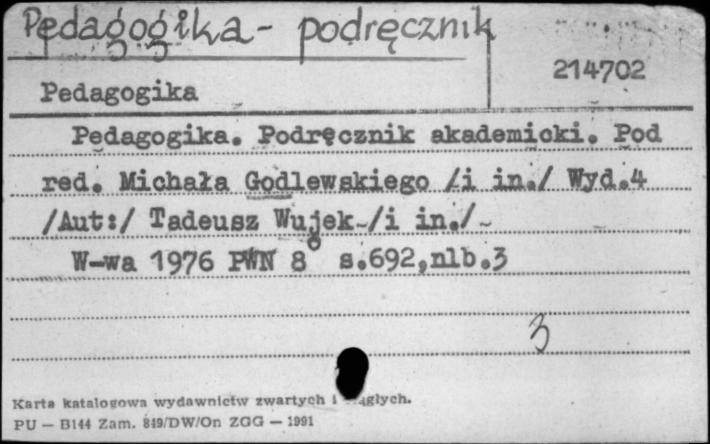 Pedagogika - podręcznik
214702
Pedagogika
Pedagogika. Podręcznik akademicki. Pod
red. Michała Godlewskiego /i in./ Wyd.4
/Aut:/ Tadeusz Wujek-/i in./-
W-wa 1976 PWN 8° s.692,nlb.3
3
Karta katalogowa wydawnictw zwartych i
PU — B144 Zam. 849/DW/On ZGG — 1991